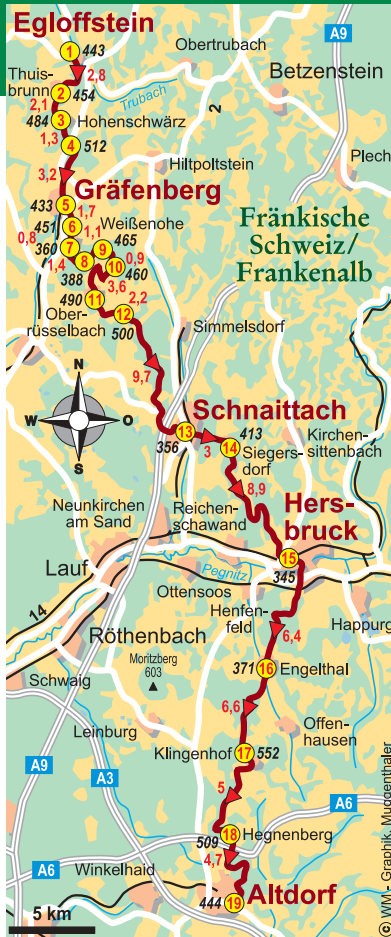 Egloffstein
1
443
Obertrubach
A9
Betzenstein
2,8
Thuis-
brunn
2
454
Trubach
2
2,1
484
3
Hohenschwärz
1,3
4
512
Plech
3,2
Hiltpoltstein
Gräfenberg
433
5
1,7
Weißenohe
451
6
1,1
0,8
360
7
9
465
Fränkische
Schweiz/
Frankenalb
1,4
8
388
10
0,9
460
3,6
490
11
2,2
Ober-
rüsselbach
12
500
Simmelsdorf
N
W
O
S
9,7
Schnaittach
13
356
3
14
413
Siegers-
dorf
Kirchen-
sittenbach
8,9
Neunkirchen
am Sand
Reichen-
schwand
Hers-
bruck
15
345
Lauf
Pegnitz
Ottensoos
14
Henfen-
feld
Happurg
Röthenbach
6,4
Moritzberg
603
371
16
Engelthal
Schwaig
6,6
Offen-
hausen
Leinburg
Klingenhof
17
552
A9
A3
5
A6
509
18
Hegnenberg
A6
Winkelhaid
4,7
444
19
Altdorf
5 km
© WM - Graphik, Muggenthaler